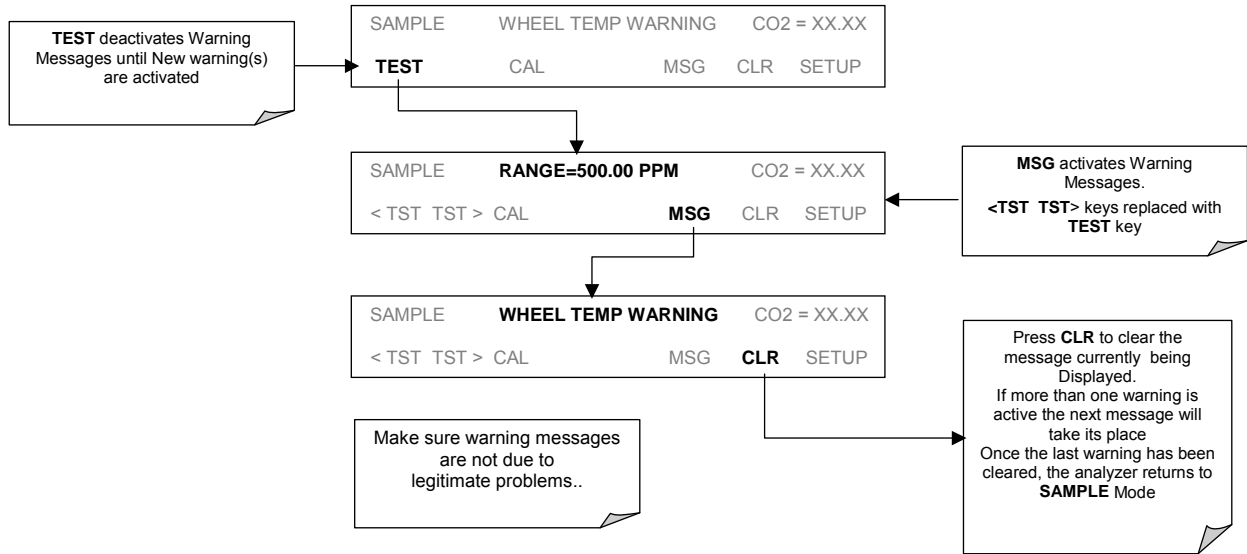 TEST deactivates Warning
Messages until New warning(s)
are activated
SAMPLE WHEEL TEMP WARNING CO2 = XX.XX
TEST CAL MSG CLR SETUP
SAMPLE RANGE=500.00 PPM CO2 = XX.XX
< TST TST > CAL MSG CLR SETUP
MSG activates Warning
Messages.
<TST TST> keys replaced with
TEST key
SAMPLE WHEEL TEMP WARNING CO2 = XX.XX
< TST TST > CAL MSG CLR SETUP
Make sure warning messages
are not due to
legitimate problems..
Press CLR to clear the
message currently being
Displayed.
If more than one warning is
active the next message will
take its place
Once the last warning has been
cleared, the analyzer returns to
SAMPLE Mode